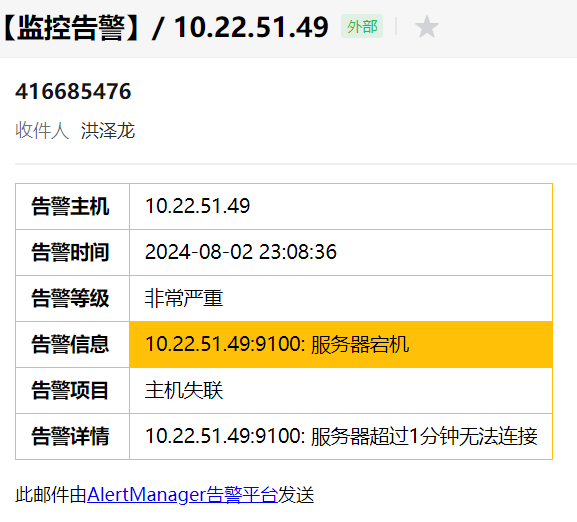 【监控告警】/ 10.22.51.49 外部
416685476
收件人 洪泽龙
告警主机 10.22.51.49
告警时间 2024-08-02 23:08:36
告警等级 非常严重
告警信息 10.22.51.49:9100: 服务器宕机
告警项目 主机失联
告警详情 10.22.51.49:9100: 服务器超过1分钟无法连接
此邮件由AlertManager告警平台发送